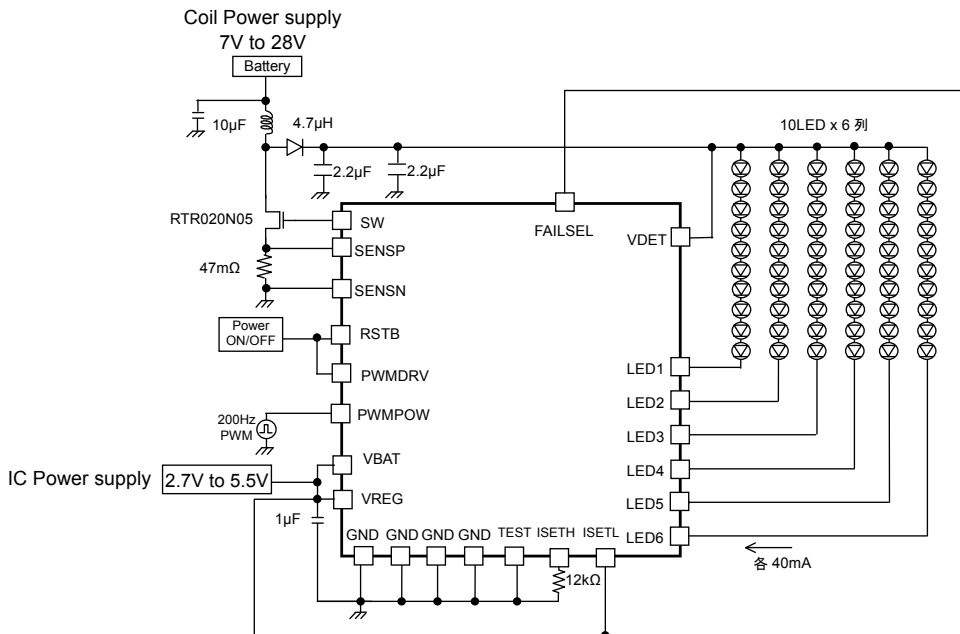 Coil Power supply
7V to 28V
Battery
10μF
4.7μH
2.2μF
2.2μF
10LED x 6 列
RTR020N05
SW
FAILSEL
VDET
SENSP
47mΩ
SENSN
Power
ON/OFF
RSTB
PWMDRV
LED1
LED2
200Hz
PWM
PWMPOW
LED3
IC Power supply
2.7V to 5.5V
VBAT
LED4
VREG
LED5
1μF
GND GND GND GND TEST ISETH ISETL
LED6
12kΩ
各 40mA